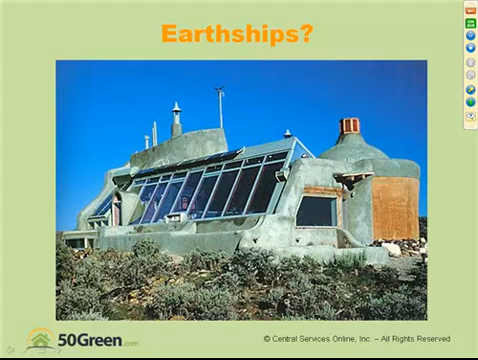 Earthships?
50Green.com
© Central Services Online, Inc. – All Rights Reserved